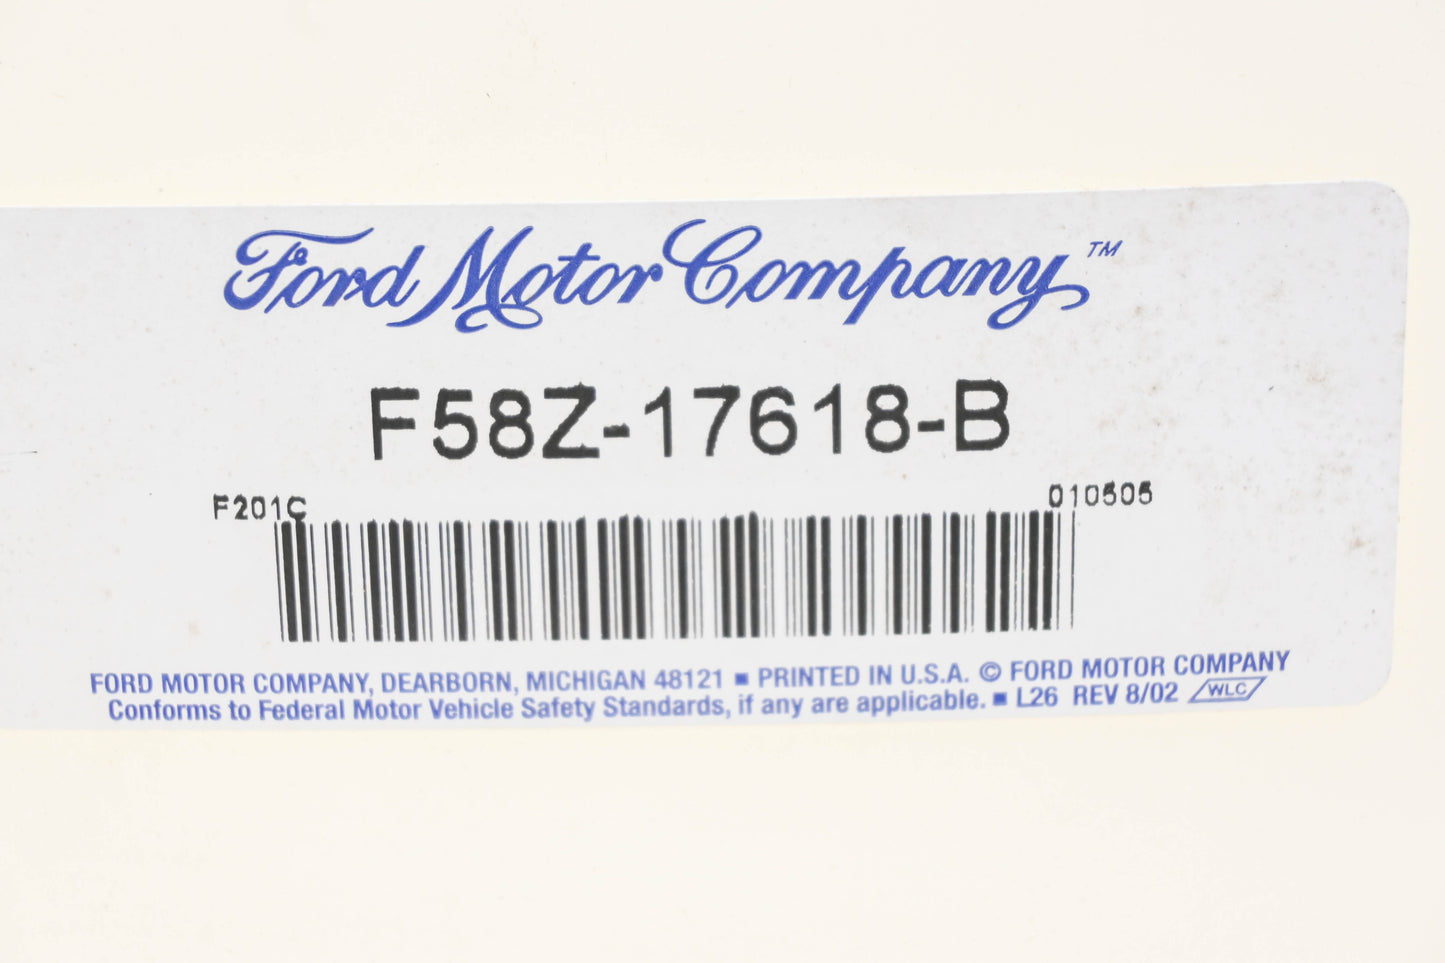 Ford Motor Company™
F58Z-17618-B
F201C 010505
FORD MOTOR COMPANY, DEARBORN, MICHIGAN 48121 ■ PRINTED IN U.S.A. © FORD MOTOR COMPANY
Conforms to Federal Motor Vehicle Safety Standards, if any are applicable. ■ L26 REV 8/02 WLC